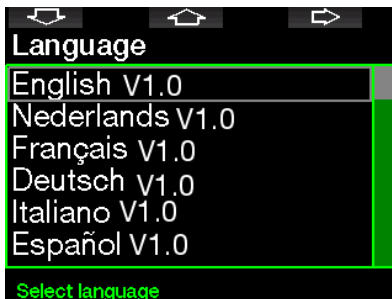 Language
English V1.0
Nederlands V1.0
Français V1.0
Deutsch V1.0
Italiano V1.0
Español V1.0
Select language